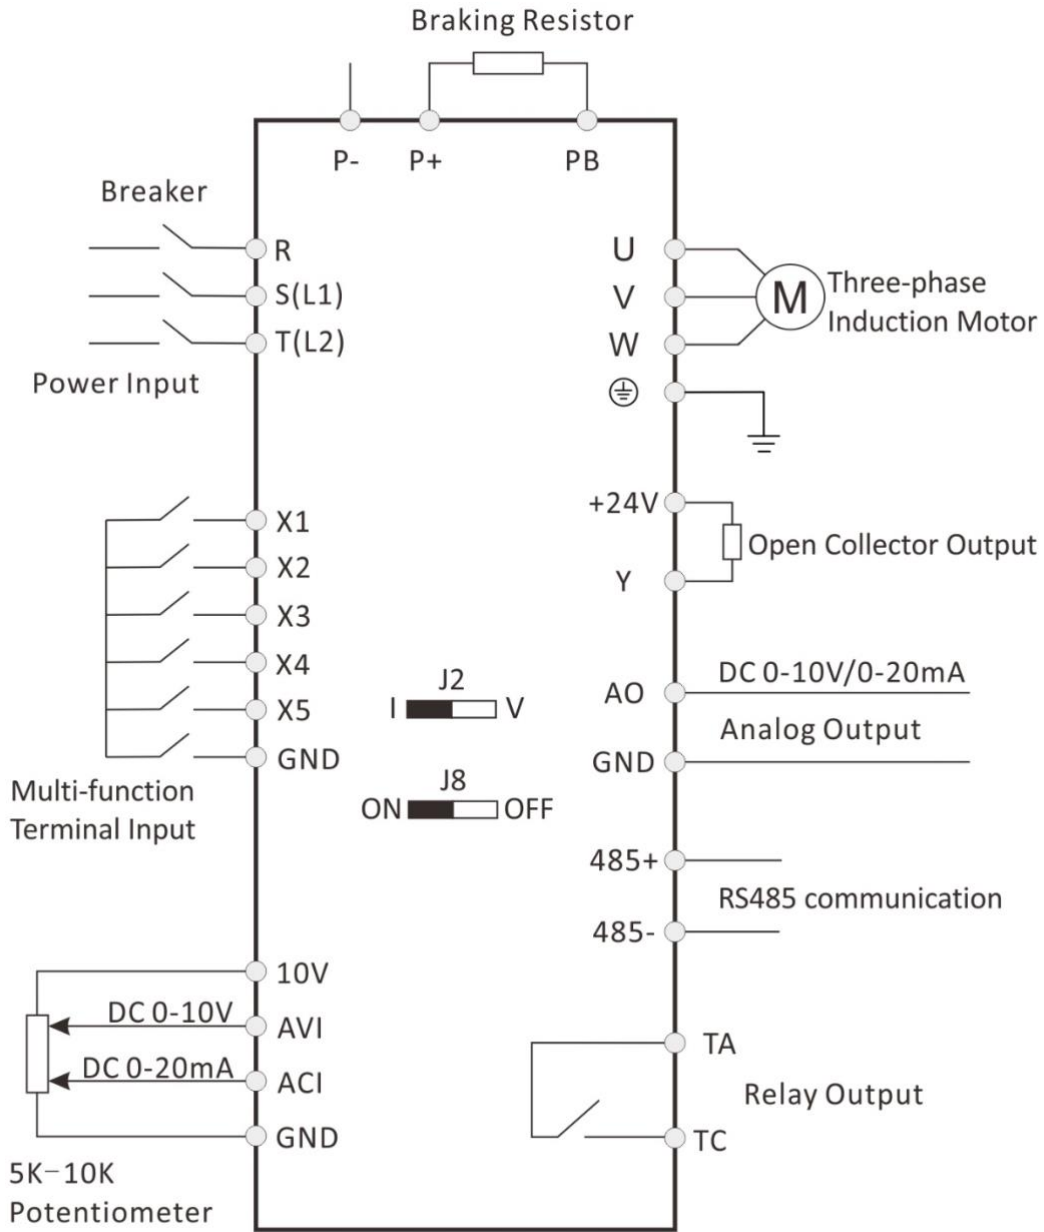 Braking Resistor
P-
P+
PB
Breaker
R
S(L1)
T(L2)
Power Input
U
V
W
M
Three-phase
Induction Motor
+24V
Y
Open Collector Output
X1
X2
X3
X4
X5
GND
Multi-function
Terminal Input
J2
I
V
J8
ON
OFF
AO
DC 0-10V/0-20mA
Analog Output
GND
485+
RS485 communication
485-
10V
DC 0-10V
AVI
DC 0-20mA
ACI
GND
5K-10K
Potentiometer
TA
Relay Output
TC